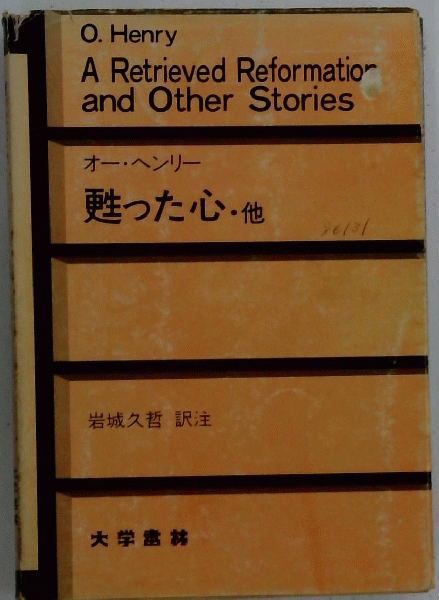 O. Henry
A Retrieved Reformation
and Other Stories
オー・ヘンリー
甦った心・他
岩城久哲 訳注
大学書林